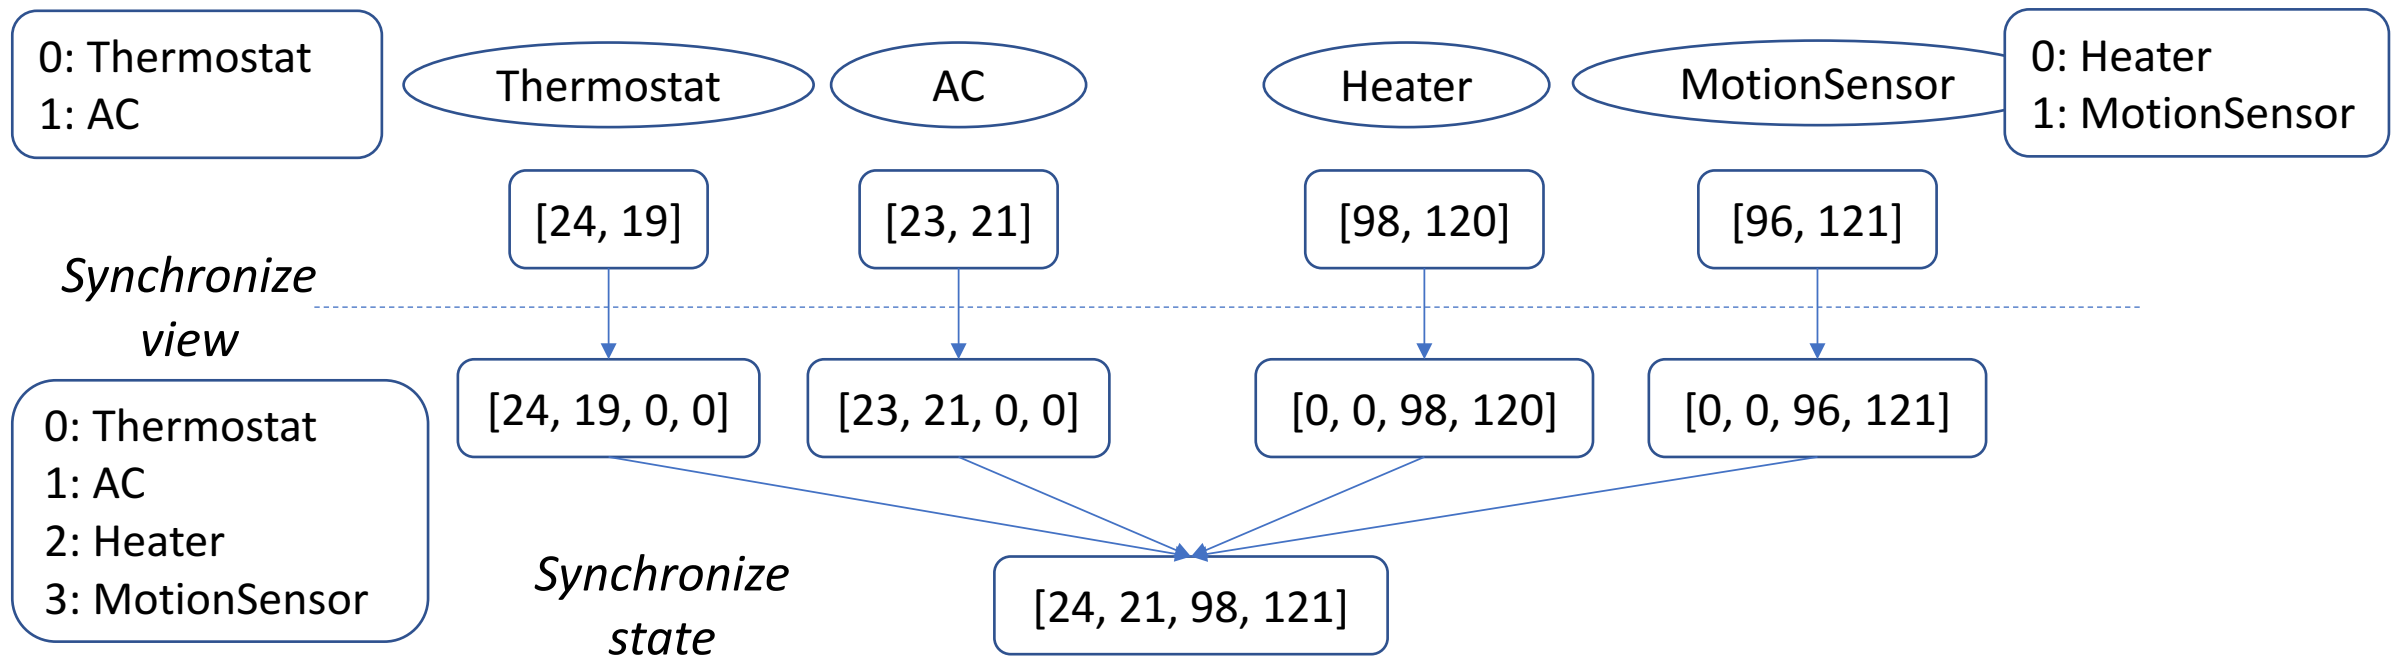 0: Thermostat
1: AC
Thermostat
AC
Heater
MotionSensor
0: Heater
1: MotionSensor
[24, 19]
[23, 21]
[98, 120]
[96, 121]
Synchronize
view
[24, 19, 0, 0]
[23, 21, 0, 0]
[0, 0, 98, 120]
[0, 0, 96, 121]
0: Thermostat
1: AC
2: Heater
3: MotionSensor
Synchronize
state
[24, 21, 98, 121]